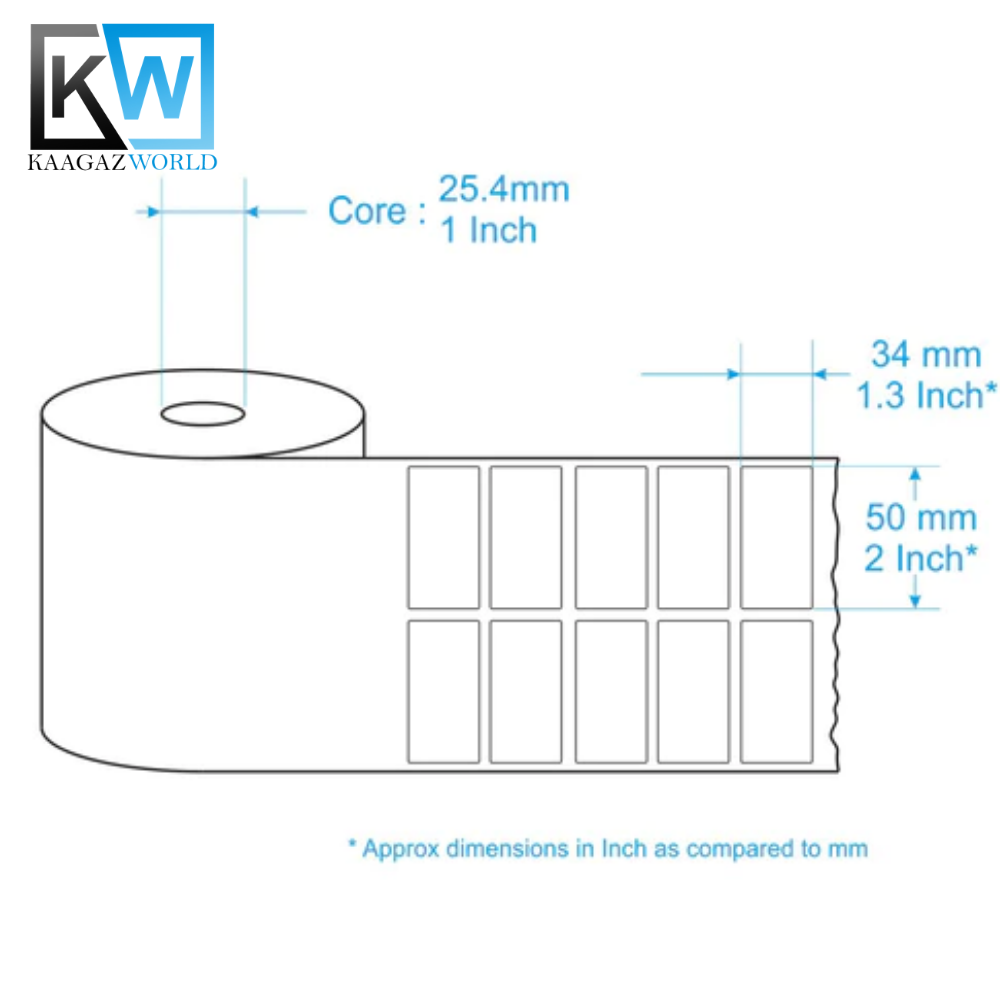 KW
KAAGAZWORLD
Core : 25.4mm
1 Inch
34 mm
1.3 Inch*
50 mm
2 Inch*
* Approx dimensions in Inch as compared to mm